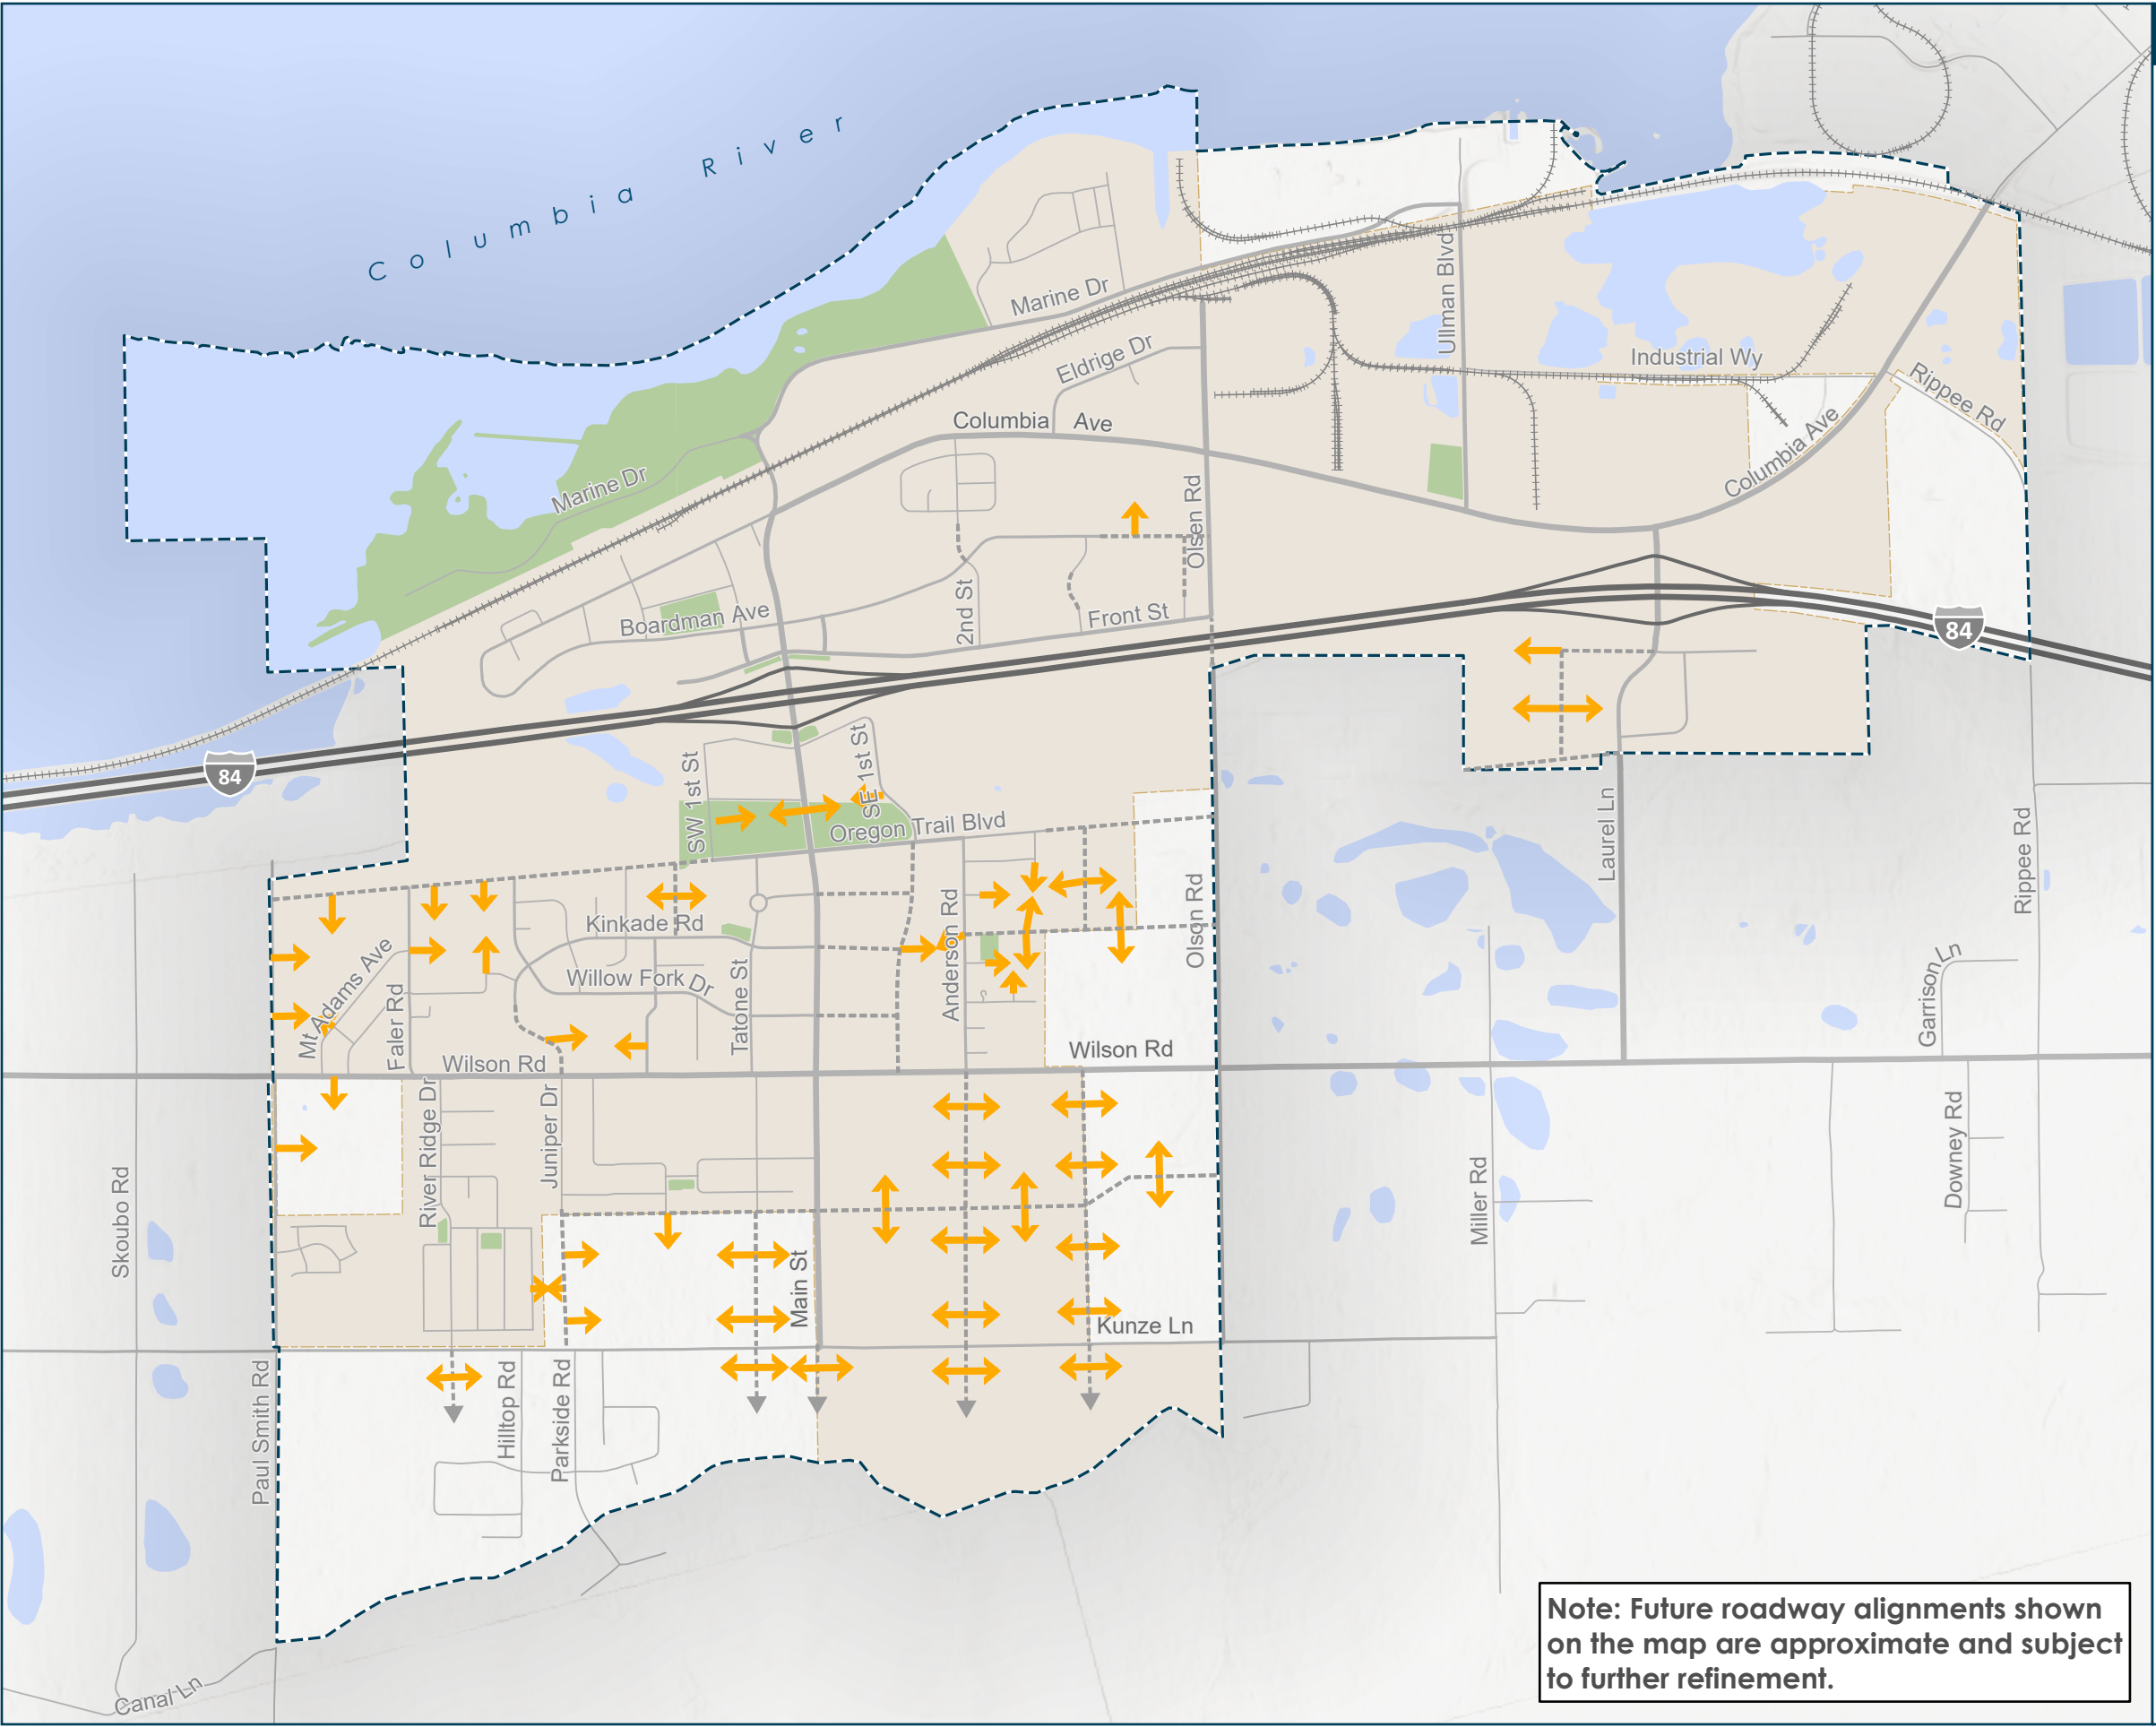 Columbia River
Marine Dr
Ullman Blvd
Eldrige Dr
Industrial Wy
Rippee Rd
Columbia Ave
Columbia Ave
Marine Dr
Olsen Rd
2nd St
Boardman Ave
Front St
84
84
SW 1st St
SE 1st St
Oregon Trail Blvd
Laurel Ln
Rippee Rd
Kinkade Rd
Anderson Rd
Olson Rd
Mt Adams Ave
Faler Rd
Willow Fork Dr
Tatone St
Garrison Ln
Wilson Rd
Wilson Rd
River Ridge Dr
Juniper Dr
Downey Rd
Skoubo Rd
Miller Rd
Main St
Kunze Ln
Paul Smith Rd
Hilltop Rd
Parkside Rd
Canal Ln
Note: Future roadway alignments shown
on the map are approximate and subject
to further refinement.